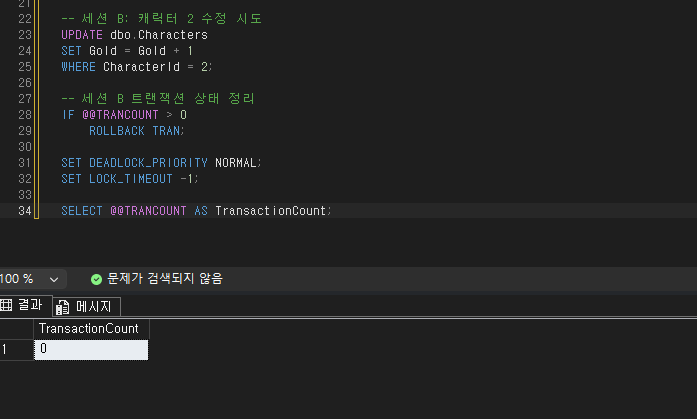 21
22 -- 세션 B: 캐릭터 2 수정 시도
23 UPDATE dbo.Characters
24 SET Gold = Gold + 1
25 WHERE CharacterId = 2;
26
27 -- 세션 B 트랜잭션 상태 정리
28 IF @@TRANCOUNT > 0
29 ROLLBACK TRAN;
30
31 SET DEADLOCK_PRIORITY NORMAL;
32 SET LOCK_TIMEOUT -1;
33
34 SELECT @@TRANCOUNT AS TransactionCount;
100 % 문제가 검색되지 않음
결과 메시지
TransactionCount
1 0